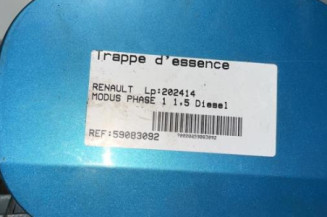 Trappe d'essence
RENAULT Lp:202414
MODUS PHASE 1 1.5 Diesel
REF:59083092